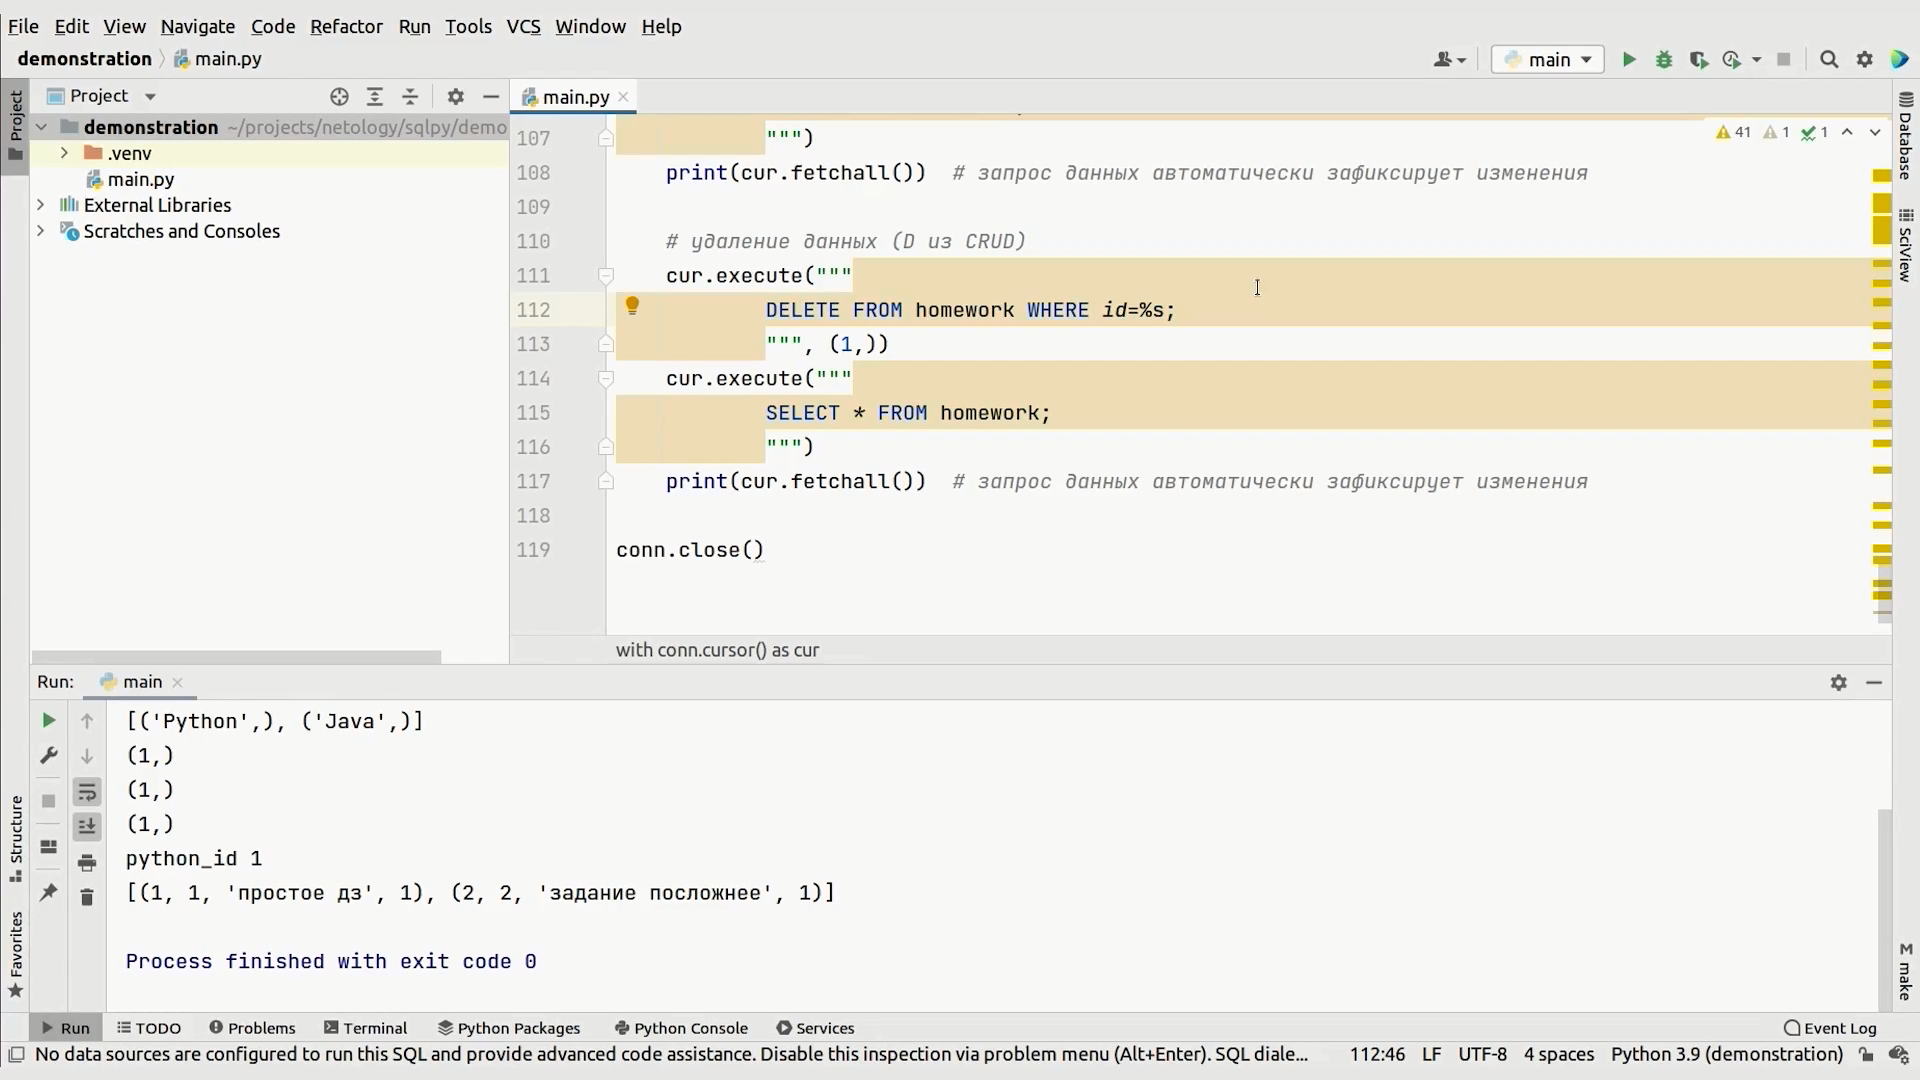 File Edit View Navigate Code Refactor Run Tools VCS Window Help
demonstration main.py
main
Project
main.py
demonstration ~/projects/netology/sqlpy/demo
.venv
main.py
External Libraries
Scratches and Consoles
Project
Structure
Favorites
Database
SciView
make
41 1 1
107 """)
108 print(cur.fetchall()) # запрос данных автоматически зафиксирует изменения
109
110 # удаление данных (D из CRUD)
111 cur.execute("""
112 DELETE FROM homework WHERE id=%s;
113 """, (1,))
114 cur.execute("""
115 SELECT * FROM homework;
116 """)
117 print(cur.fetchall()) # запрос данных автоматически зафиксирует изменения
118
119 conn.close()
with conn.cursor() as cur
Run: main
[('Python',), ('Java',)]
(1,)
(1,)
(1,)
python_id 1
[(1, 1, 'простое дз', 1), (2, 2, 'задание посложнее', 1)]
Process finished with exit code 0
Run TODO Problems Terminal Python Packages Python Console Services Event Log
No data sources are configured to run this SQL and provide advanced code assistance. Disable this inspection via problem menu (Alt+Enter). SQL diale... 112:46 LF UTF-8 4 spaces Python 3.9 (demonstration)